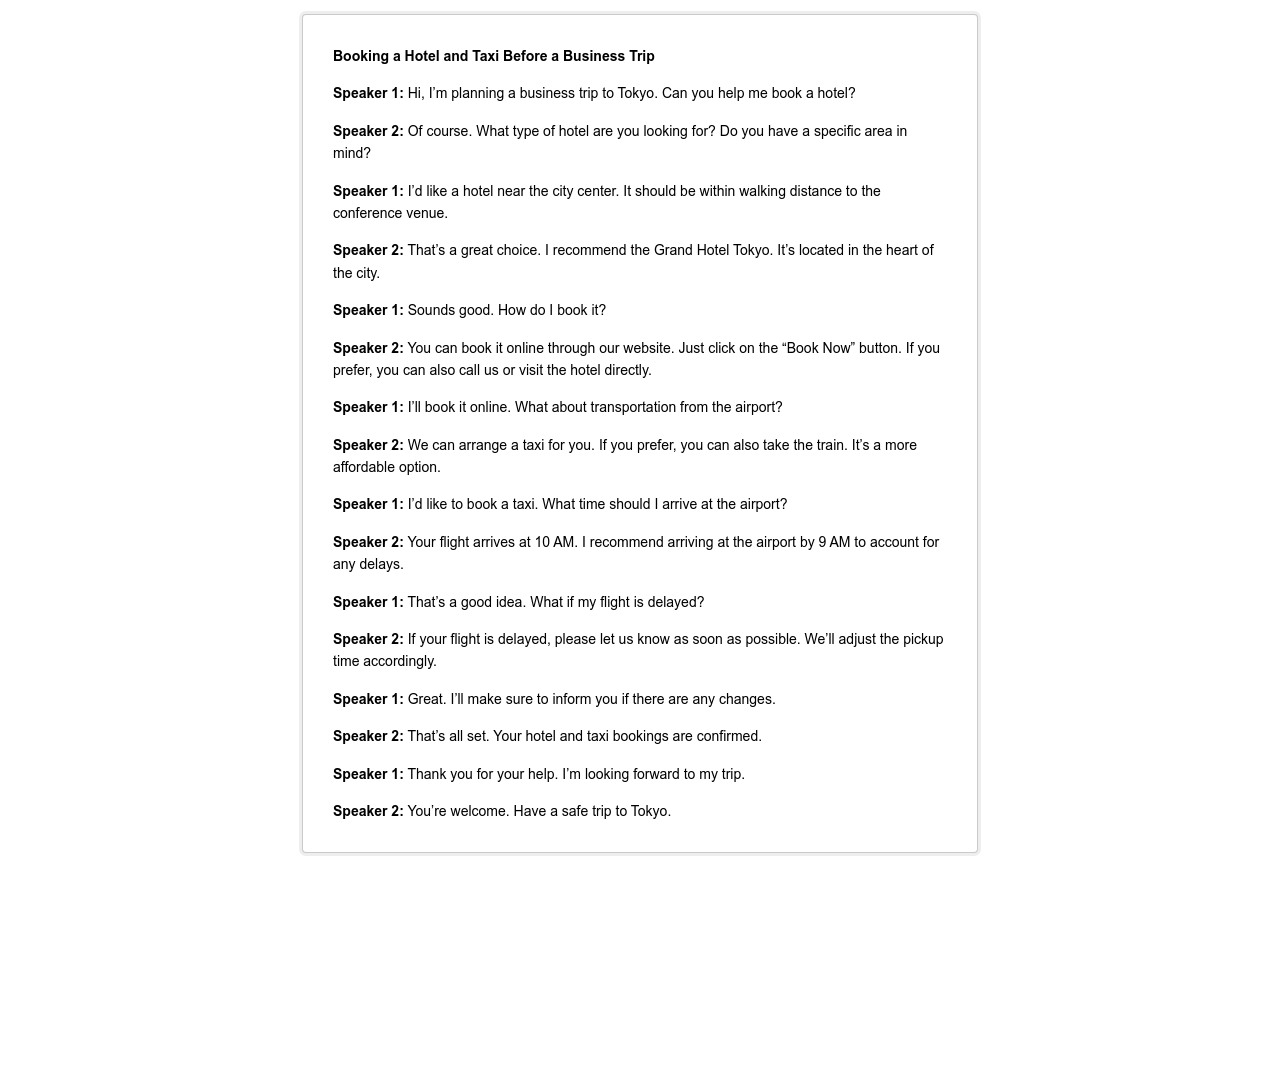 Booking a Hotel and Taxi Before a Business Trip
Speaker 1: Hi, I’m planning a business trip to Tokyo. Can you help me book a hotel?
Speaker 2: Of course. What type of hotel are you looking for? Do you have a specific area in
mind?
Speaker 1: I’d like a hotel near the city center. It should be within walking distance to the
conference venue.
Speaker 2: That’s a great choice. I recommend the Grand Hotel Tokyo. It’s located in the heart of
the city.
Speaker 1: Sounds good. How do I book it?
Speaker 2: You can book it online through our website. Just click on the “Book Now” button. If you
prefer, you can also call us or visit the hotel directly.
Speaker 1: I’ll book it online. What about transportation from the airport?
Speaker 2: We can arrange a taxi for you. If you prefer, you can also take the train. It’s a more
affordable option.
Speaker 1: I’d like to book a taxi. What time should I arrive at the airport?
Speaker 2: Your flight arrives at 10 AM. I recommend arriving at the airport by 9 AM to account for
any delays.
Speaker 1: That’s a good idea. What if my flight is delayed?
Speaker 2: If your flight is delayed, please let us know as soon as possible. We’ll adjust the pickup
time accordingly.
Speaker 1: Great. I’ll make sure to inform you if there are any changes.
Speaker 2: That’s all set. Your hotel and taxi bookings are confirmed.
Speaker 1: Thank you for your help. I’m looking forward to my trip.
Speaker 2: You’re welcome. Have a safe trip to Tokyo.